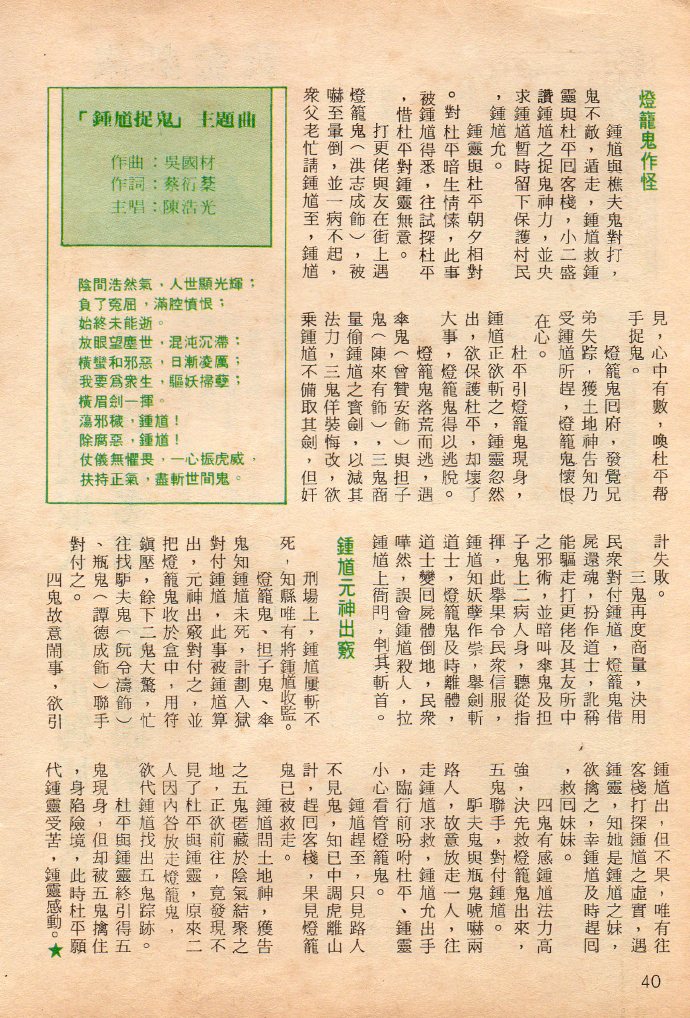 燈籠鬼作怪
鍾馗與樵夫鬼對打，
鬼不敵，遁走，鍾馗救鍾
靈與杜平囘客棧，小二盛
讚鍾馗之捉鬼神力，並央
求鍾馗暫時留下保護村民
，鍾馗允。
鍾靈與杜平朝夕相對
。對杜平暗生情愫，此事
被鍾馗得悉，往試探杜平
，惜杜平對鍾靈無意。
打更佬與友在街上遇
燈籠鬼（洪志成飾），被
嚇至暈倒，並一病不起，
衆父老忙請鍾馗至，鍾馗
見，心中有數，喚杜平帮
手捉鬼。
燈籠鬼囘府，發覺兄
弟失踪，獲土地神告知乃
受鍾馗所趕，燈籠鬼懷恨
在心。
杜平引燈籠鬼現身，
鍾馗正欲斬之，鍾靈忽然
出，欲保護杜平，却壞了
大事，燈籠鬼得以逃脫。
燈籠鬼落荒而逃，遇
傘鬼（曾贊安飾）與担子
鬼（陳來有飾），三鬼商
量偷鍾馗之寳劍，以減其
法力，三鬼佯裝悔改，欲
乘鍾馗不備取其劍，但奸
計失敗。
三鬼再度商量，決用
民衆對付鍾馗，燈籠鬼借
屍還魂，扮作道士，訛稱
能驅走打更佬及其友所中
之邪術，並暗叫傘鬼及担
子鬼上二病人身，聽從指
揮，此舉果令民衆信服，
鍾馗知妖孽作祟，舉劍斬
道士，燈籠鬼及時離體，
道士變囘屍體倒地，民衆
嘩然，誤會鍾馗殺人，拉
鍾馗上衙門，判其斬首。
鍾馗元神出竅
刑場上，鍾馗屢斬不
死，知縣唯有將鍾馗收監。
燈籠鬼、担子鬼、傘
鬼知鍾馗未死，計劃入獄
對付鍾馗，此事被鍾馗算
出，元神出竅對付之，並
把燈籠鬼收於盒中，用符
鎭壓，餘下二鬼大驚，忙
往找馿夫鬼（阮令濤飾）
、瓶鬼（譚德成飾）聯手
對付之。
四鬼故意鬧事，欲引
鍾馗出，但不果，唯有往
客棧打探鍾馗之虛實，遇
鍾靈，知她是鍾馗之妹，
欲擒之，幸鍾馗及時趕囘
，救囘妹妹。
四鬼有感鍾馗法力高
強，決先救燈籠鬼出來，
五鬼聯手，對付鍾馗。
馿夫鬼與瓶鬼唬嚇兩
路人，故意放走一人，往
走鍾馗求救，鍾馗允出手
，臨行前吩咐杜平、鍾靈
小心看管燈籠鬼。
鍾馗趕至，只見路人
不見鬼，知已中調虎離山
計，趕囘客棧，果見燈籠
鬼已被救走。
鍾馗問土地神，獲告
之五鬼匿藏於陰氣結聚之
地，正欲前往，竟發現不
見了杜平與鍾靈，原來二
人因內咎放走燈籠鬼，
欲代鍾馗找出五鬼踪跡。
杜平與鍾靈終引得五
鬼現身，但却被五鬼擒住
，身陷險境，此時杜平願
代鍾靈受苦，鍾靈感動。★
「鍾馗捉鬼」主題曲
作曲：吳國材
作詞：蔡衍棻
主唱：陳浩光
陰間浩然氣，人世顯光輝；
負了冤屈，滿腔憤恨；
始終未能逝。
放眼望塵世，混沌沉滯；
橫蠻和邪惡，日漸凌厲；
我要爲衆生，驅妖掃孽；
橫眉劍一揮。
蕩邪穢，鍾馗！
除腐惡，鍾馗！
仗儀無懼畏，一心振虎威，
扶持正氣，盡斬世間鬼。
40